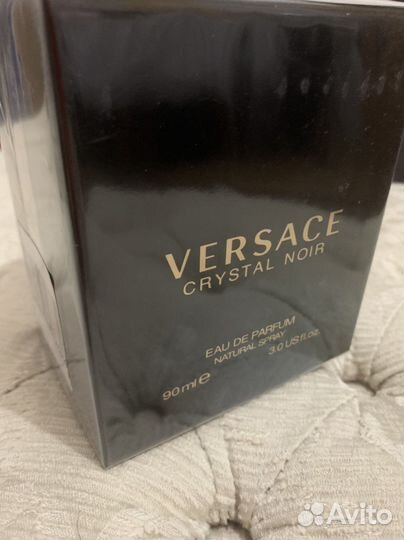 VERSACE
CRYSTAL NOIR
EAU DE PARFUM
NATURAL SPRAY
90 ml e 3.0 US fl.oz.
Avito